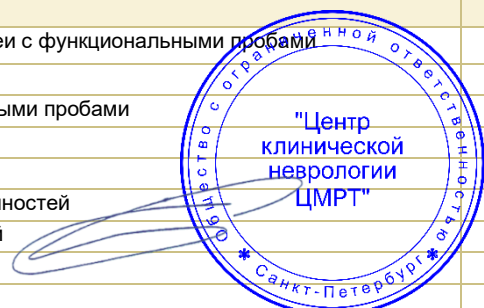 еи с функциональными пробами
ыми пробами
ностей
й
Общество с ограниченной ответственностью
"Центр
клинической
неврологии
ЦМРТ"
* Санкт-Петербург *